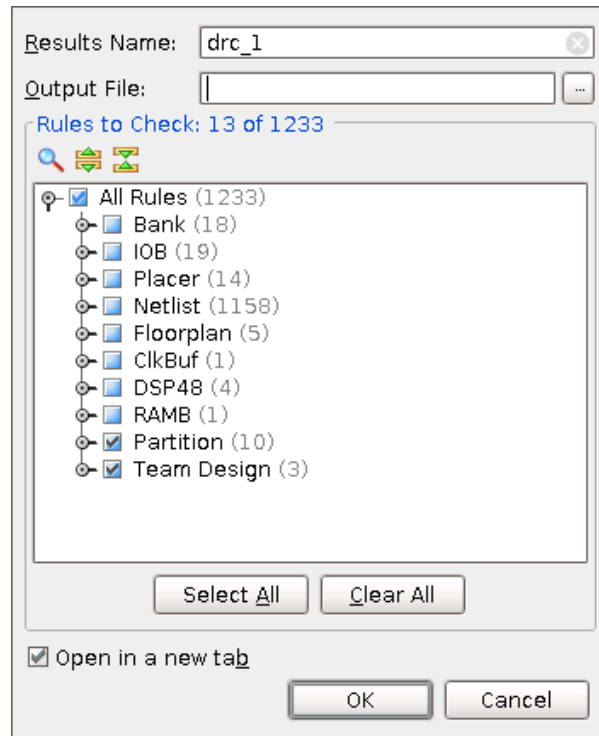 Results Name: drc_1
Output File: ...
Rules to Check: 13 of 1233
All Rules (1233)
Bank (18)
IOB (19)
Placer (14)
Netlist (1158)
Floorplan (5)
ClkBuf (1)
DSP48 (4)
RAMB (1)
Partition (10)
Team Design (3)
Select All Clear All
Open in a new tab
OK Cancel